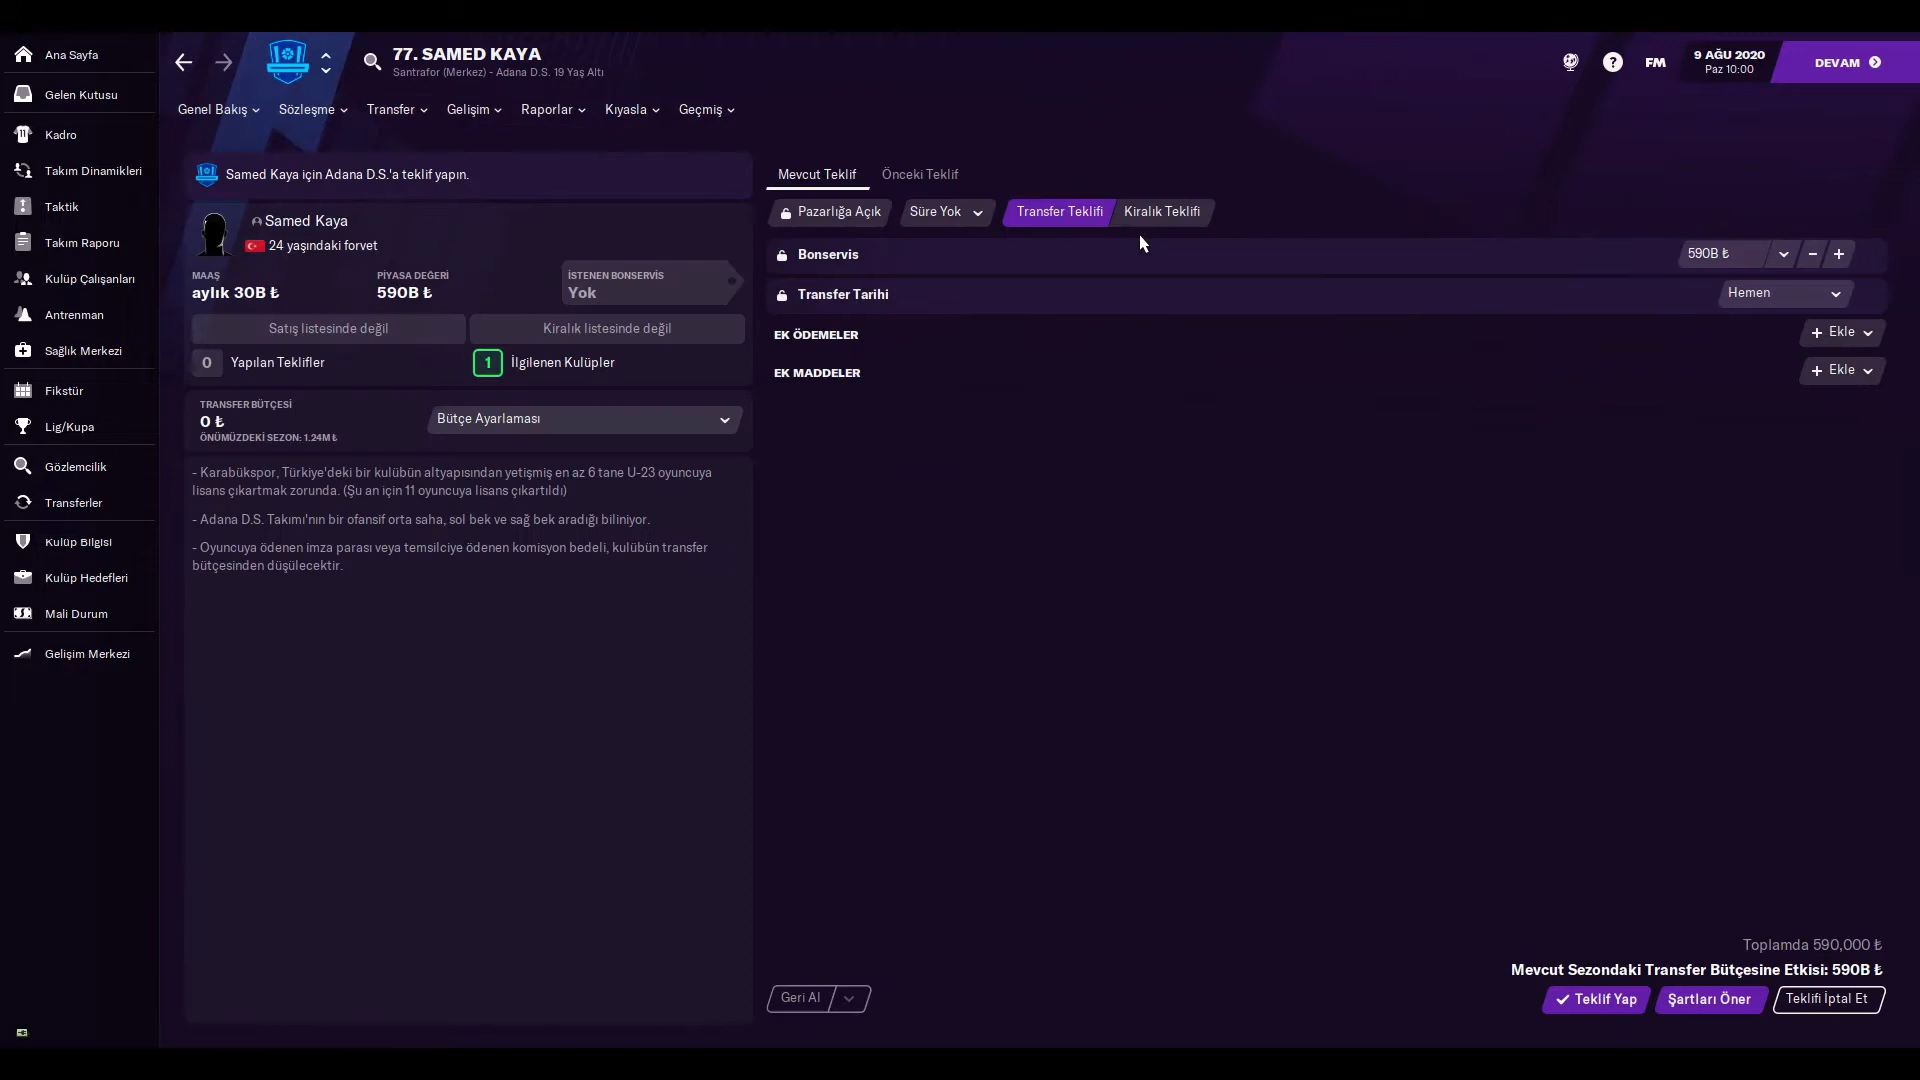 Ana Sayfa
Gelen Kutusu
Kadro
Takım Dinamikleri
Taktik
Takım Raporu
Kulüp Çalışanları
Antrenman
Sağlık Merkezi
Fikstür
Lig/Kupa
Gözlemcilik
Transferler
Kulüp Bilgisi
Kulüp Hedefleri
Mali Durum
Gelişim Merkezi
77. SAMED KAYA
Santrafor (Merkez) - Adana D.S. 19 Yaş Altı
FM
9 AĞU 2020
Paz 10:00
DEVAM
Genel Bakış Sözleşme Transfer Gelişim Raporlar Kıyasla Geçmiş
Samed Kaya için Adana D.S.'a teklif yapın.
Samed Kaya
24 yaşındaki forvet
MAAŞ PİYASA DEĞERİ İSTENEN BONSERVİS
aylık 30B ₺ 590B ₺ Yok
Satış listesinde değil Kiralık listesinde değil
0 Yapılan Teklifler 1 İlgilenen Kulüpler
TRANSFER BÜTÇESİ
0 ₺
ÖNÜMÜZDEKİ SEZON: 1.24M ₺
Bütçe Ayarlaması
- Karabükspor, Türkiye'deki bir kulübün altyapısından yetişmiş en az 6 tane U-23 oyuncuya
lisans çıkartmak zorunda. (Şu an için 11 oyuncuya lisans çıkartıldı)
- Adana D.S. Takımı'nın bir ofansif orta saha, sol bek ve sağ bek aradığı biliniyor.
- Oyuncuya ödenen imza parası veya temsilciye ödenen komisyon bedeli, kulübün transfer
bütçesinden düşülecektir.
Mevcut Teklif Önceki Teklif
Pazarlığa Açık Süre Yok Transfer Teklifi Kiralık Teklifi
Bonservis 590B ₺ - +
Transfer Tarihi Hemen
EK ÖDEMELER + Ekle
EK MADDELER + Ekle
Toplamda 590,000 ₺
Mevcut Sezondaki Transfer Bütçesine Etkisi: 590B ₺
Geri Al Teklif Yap Şartları Öner Teklifi İptal Et